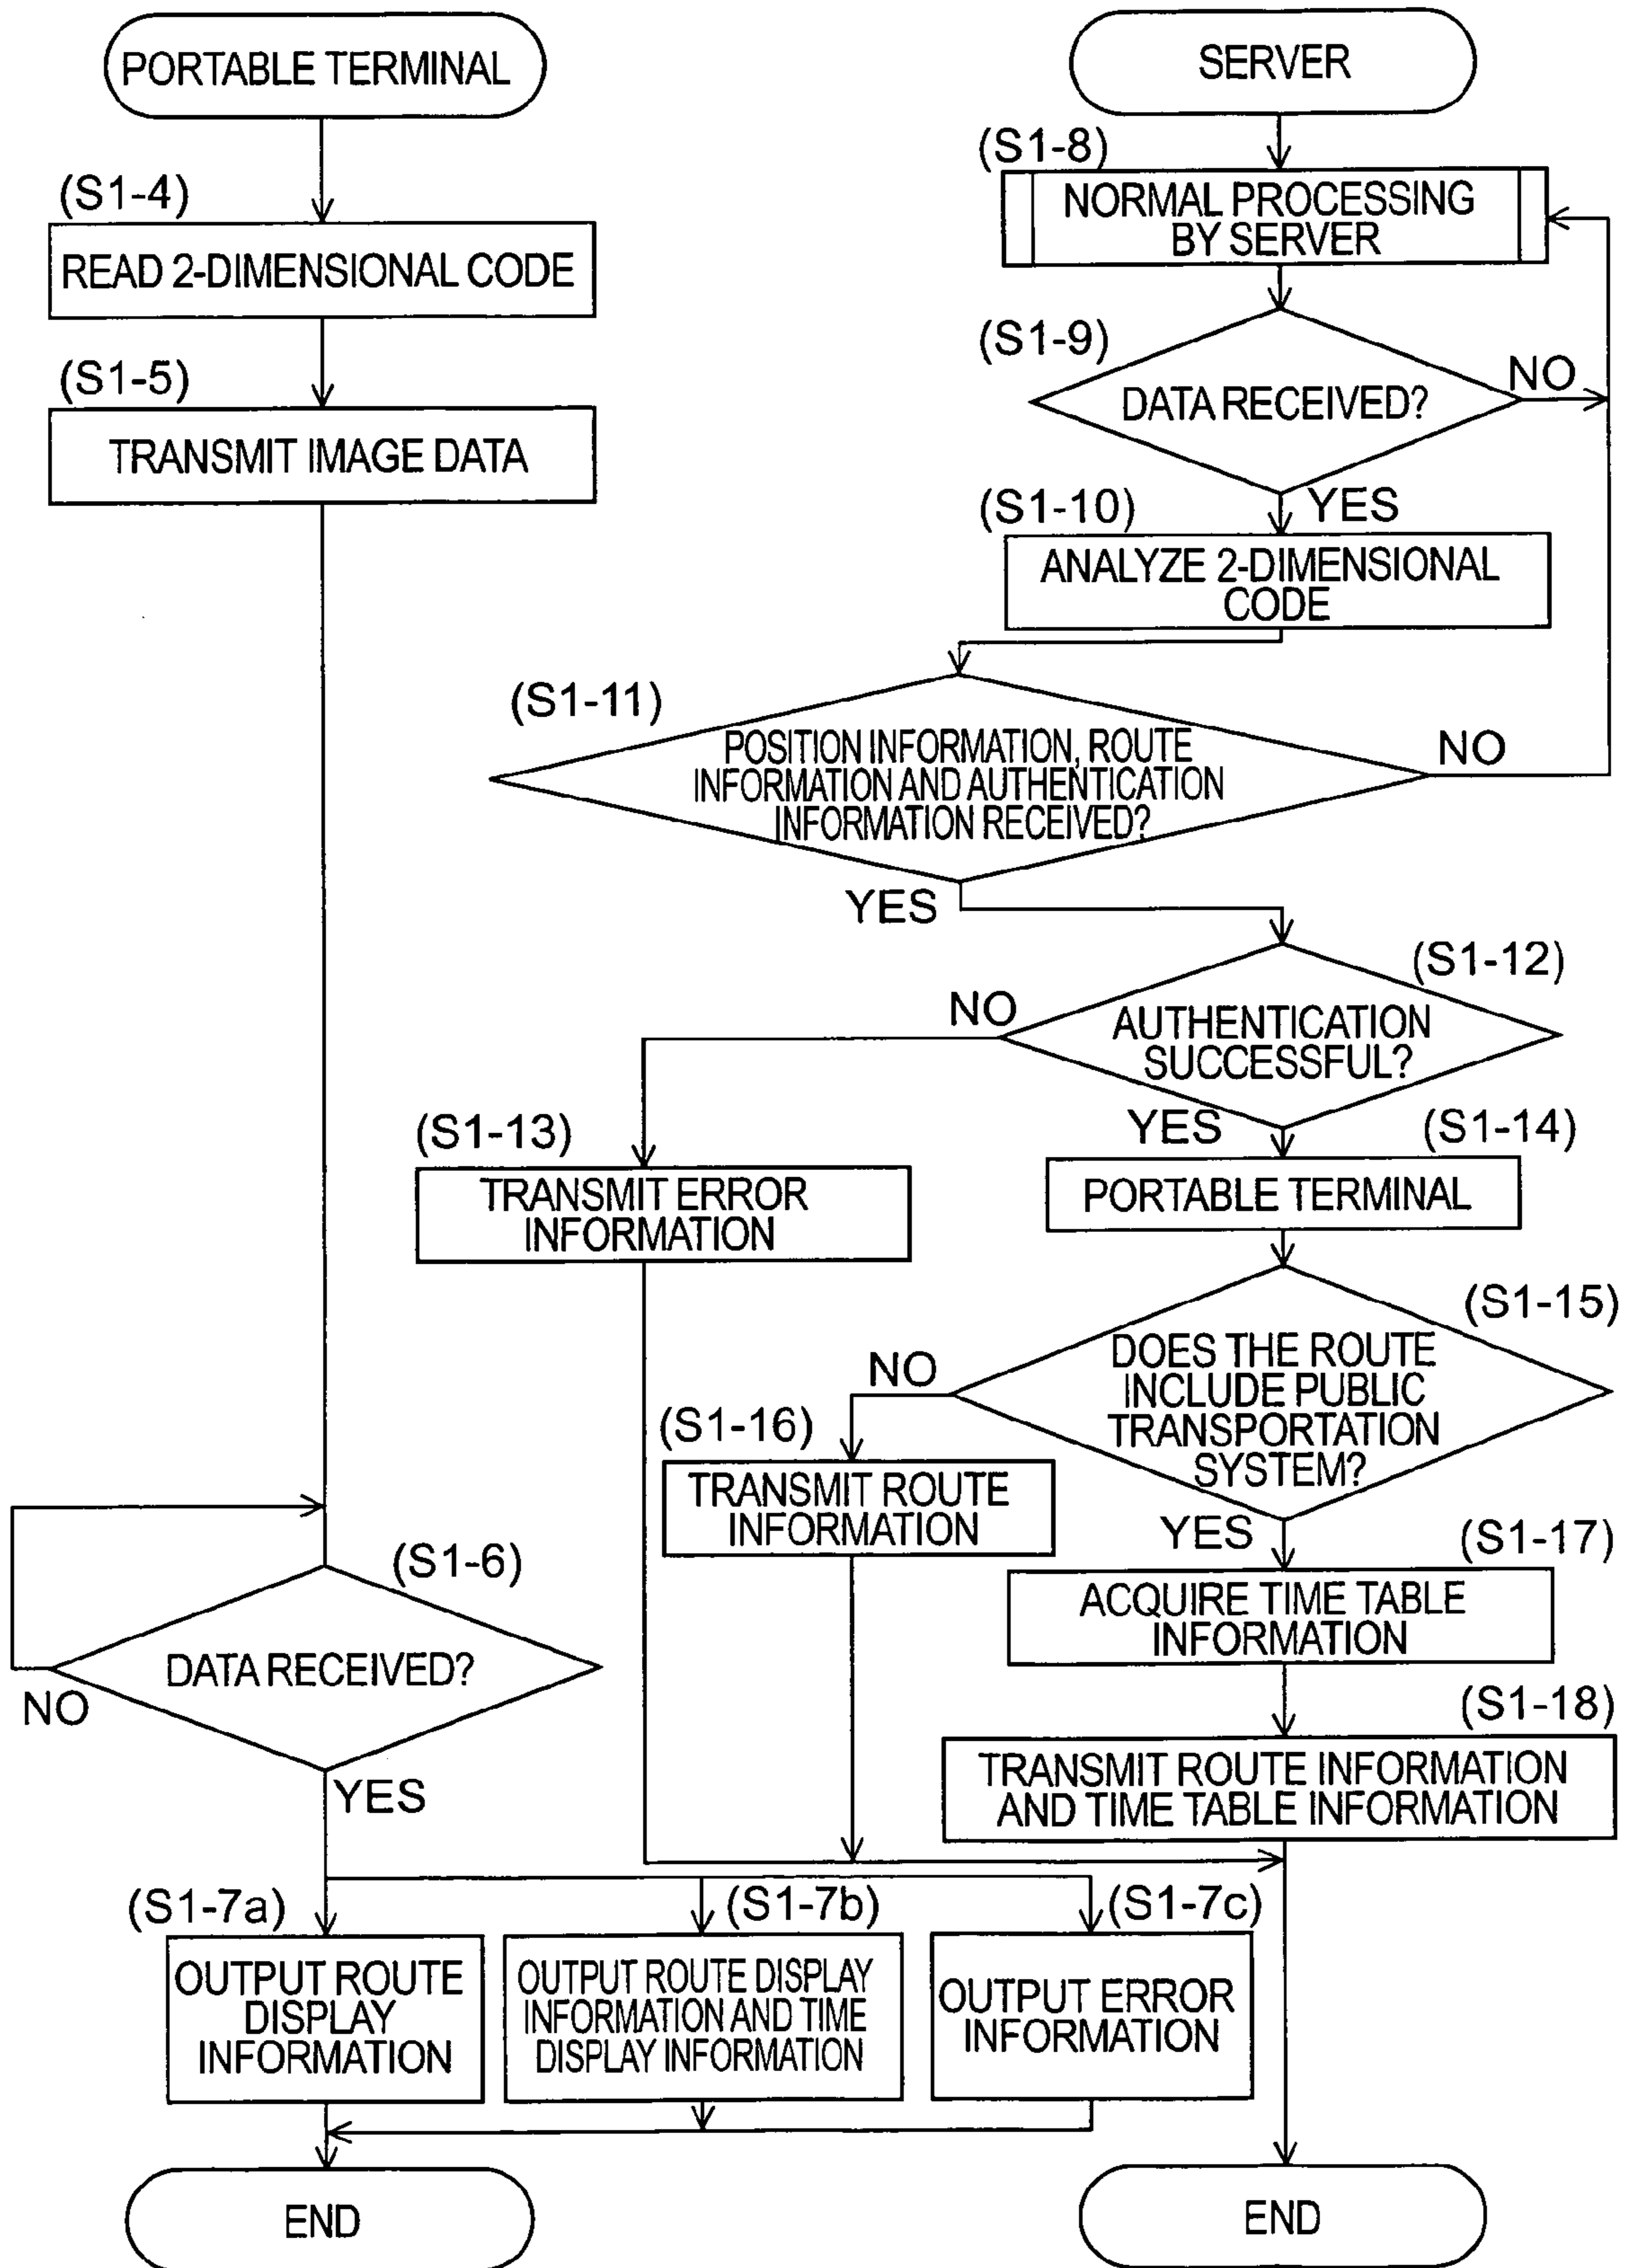 PORTABLE TERMINAL
(S1-4)
READ 2-DIMENSIONAL CODE
(S1-5)
TRANSMIT IMAGE DATA
(S1-6)
DATA RECEIVED?
NO
YES
(S1-7a)
OUTPUT ROUTE
DISPLAY
INFORMATION
(S1-7b)
OUTPUT ROUTE DISPLAY
INFORMATION AND TIME
DISPLAY INFORMATION
(S1-7c)
OUTPUT ERROR
INFORMATION
END
SERVER
(S1-8)
NORMAL PROCESSING
BY SERVER
(S1-9)
DATA RECEIVED?
NO
YES
(S1-10)
ANALYZE 2-DIMENSIONAL
CODE
(S1-11)
POSITION INFORMATION, ROUTE
INFORMATION AND AUTHENTICATION
INFORMATION RECEIVED?
NO
YES
(S1-12)
AUTHENTICATION
SUCCESSFUL?
NO
YES
(S1-13)
TRANSMIT ERROR
INFORMATION
(S1-14)
PORTABLE TERMINAL
(S1-15)
DOES THE ROUTE
INCLUDE PUBLIC
TRANSPORTATION
SYSTEM?
NO
YES
(S1-16)
TRANSMIT ROUTE
INFORMATION
(S1-17)
ACQUIRE TIME TABLE
INFORMATION
(S1-18)
TRANSMIT ROUTE INFORMATION
AND TIME TABLE INFORMATION
END